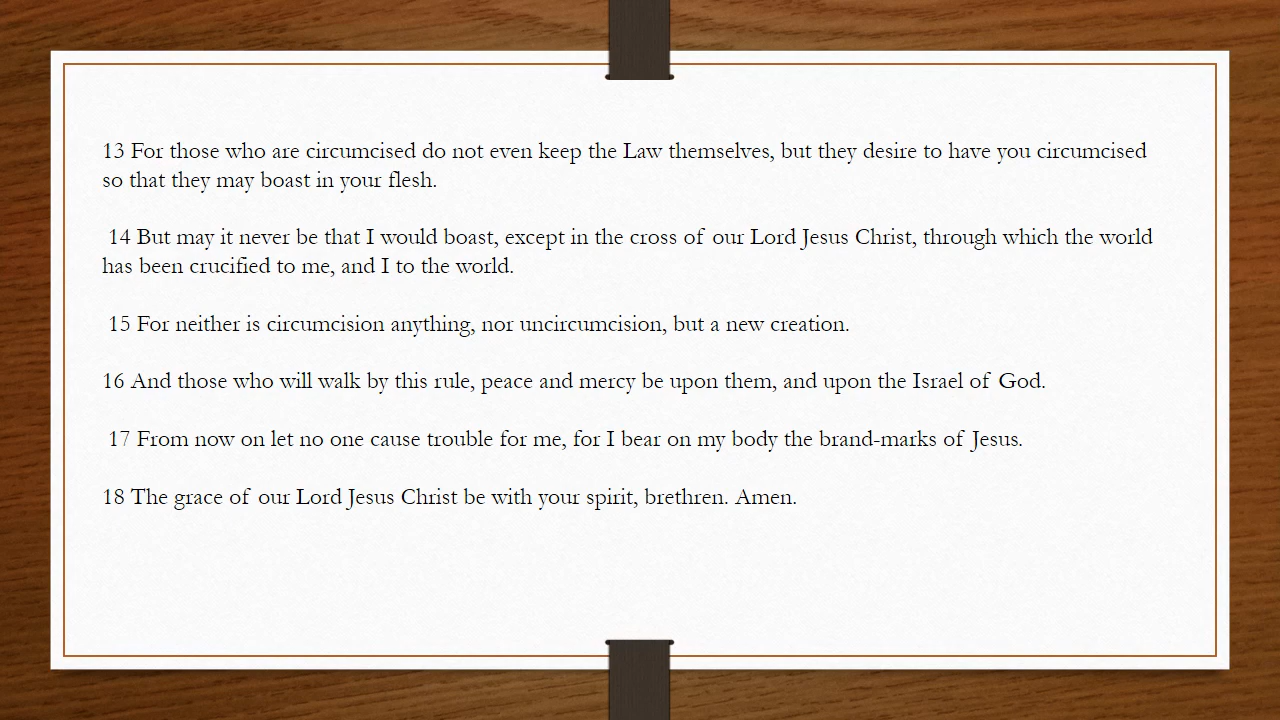 13 For those who are circumcised do not even keep the Law themselves, but they desire to have you circumcised
so that they may boast in your flesh.
14 But may it never be that I would boast, except in the cross of our Lord Jesus Christ, through which the world
has been crucified to me, and I to the world.
15 For neither is circumcision anything, nor uncircumcision, but a new creation.
16 And those who will walk by this rule, peace and mercy be upon them, and upon the Israel of God.
17 From now on let no one cause trouble for me, for I bear on my body the brand-marks of Jesus.
18 The grace of our Lord Jesus Christ be with your spirit, brethren. Amen.